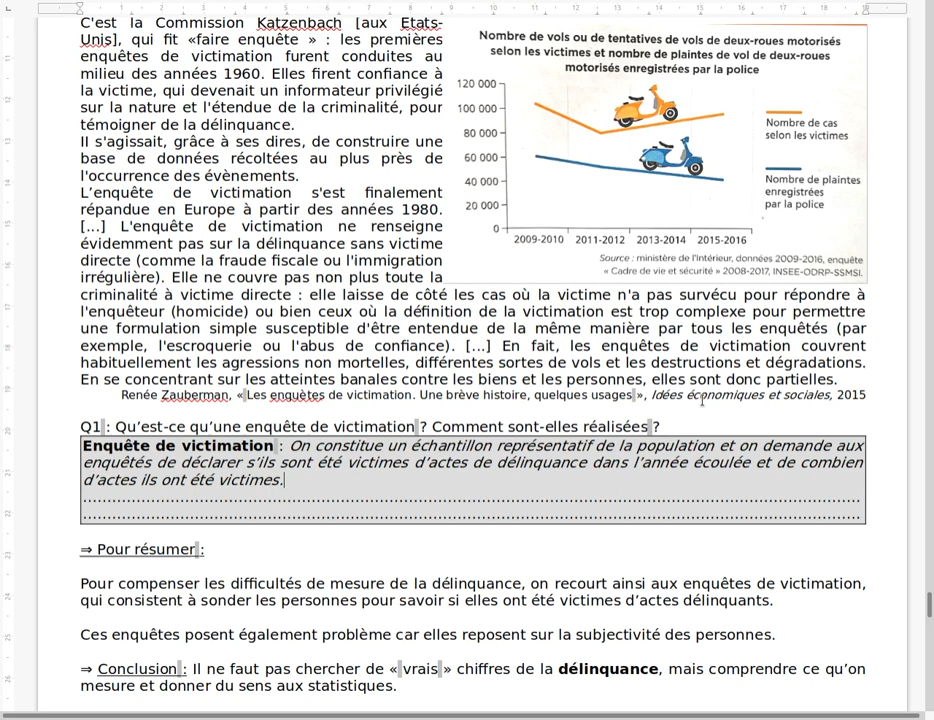 C'est la Commission Katzenbach [aux Etats-
Unis], qui fit «faire enquête » : les premières
enquêtes de victimation furent conduites au
milieu des années 1960. Elles firent confiance à
la victime, qui devenait un informateur privilégié
sur la nature et l'étendue de la criminalité, pour
témoigner de la délinquance.
Il s'agissait, grâce à ses dires, de construire une
base de données récoltées au plus près de
l'occurrence des évènements.
L’enquête de victimation s'est finalement
répandue en Europe à partir des années 1980.
[...] L'enquête de victimation ne renseigne
évidemment pas sur la délinquance sans victime
directe (comme la fraude fiscale ou l'immigration
irrégulière). Elle ne couvre pas non plus toute la
criminalité à victime directe : elle laisse de côté les cas où la victime n'a pas survécu pour répondre à
l'enquêteur (homicide) ou bien ceux où la définition de la victimation est trop complexe pour permettre
une formulation simple susceptible d'être entendue de la même manière par tous les enquêtés (par
exemple, l'escroquerie ou l'abus de confiance). [...] En fait, les enquêtes de victimation couvrent
habituellement les agressions non mortelles, différentes sortes de vols et les destructions et dégradations.
En se concentrant sur les atteintes banales contre les biens et les personnes, elles sont donc partielles.
Renée Zauberman, « Les enquètes de victimation. Une brève histoire, quelques usages », Idées économiques et sociales, 2015
Nombre de vols ou de tentatives de vols de deux-roues motorisés
selon les victimes et nombre de plaintes de vol de deux-roues
motorisés enregistrées par la police
120 000
100 000
80 000
60 000
40 000
20 000
0
2009-2010 2011-2012 2013-2014 2015-2016
Nombre de cas
selon les victimes
Nombre de plaintes
enregistrées
par la police
Source : ministère de l'Intérieur, données 2009-2016, enquête
« Cadre de vie et sécurité » 2008-2017, INSEE-ODRP-SSMSI.
Q1 : Qu’est-ce qu’une enquête de victimation ? Comment sont-elles réalisées ?
Enquête de victimation : On constitue un échantillon représentatif de la population et on demande aux
enquêtés de déclarer s’ils sont été victimes d’actes de délinquance dans l’année écoulée et de combien
d’actes ils ont été victimes.
⇒ Pour résumer :
Pour compenser les difficultés de mesure de la délinquance, on recourt ainsi aux enquêtes de victimation,
qui consistent à sonder les personnes pour savoir si elles ont été victimes d’actes délinquants.
Ces enquêtes posent également problème car elles reposent sur la subjectivité des personnes.
⇒ Conclusion : Il ne faut pas chercher de « vrais » chiffres de la délinquance, mais comprendre ce qu’on
mesure et donner du sens aux statistiques.